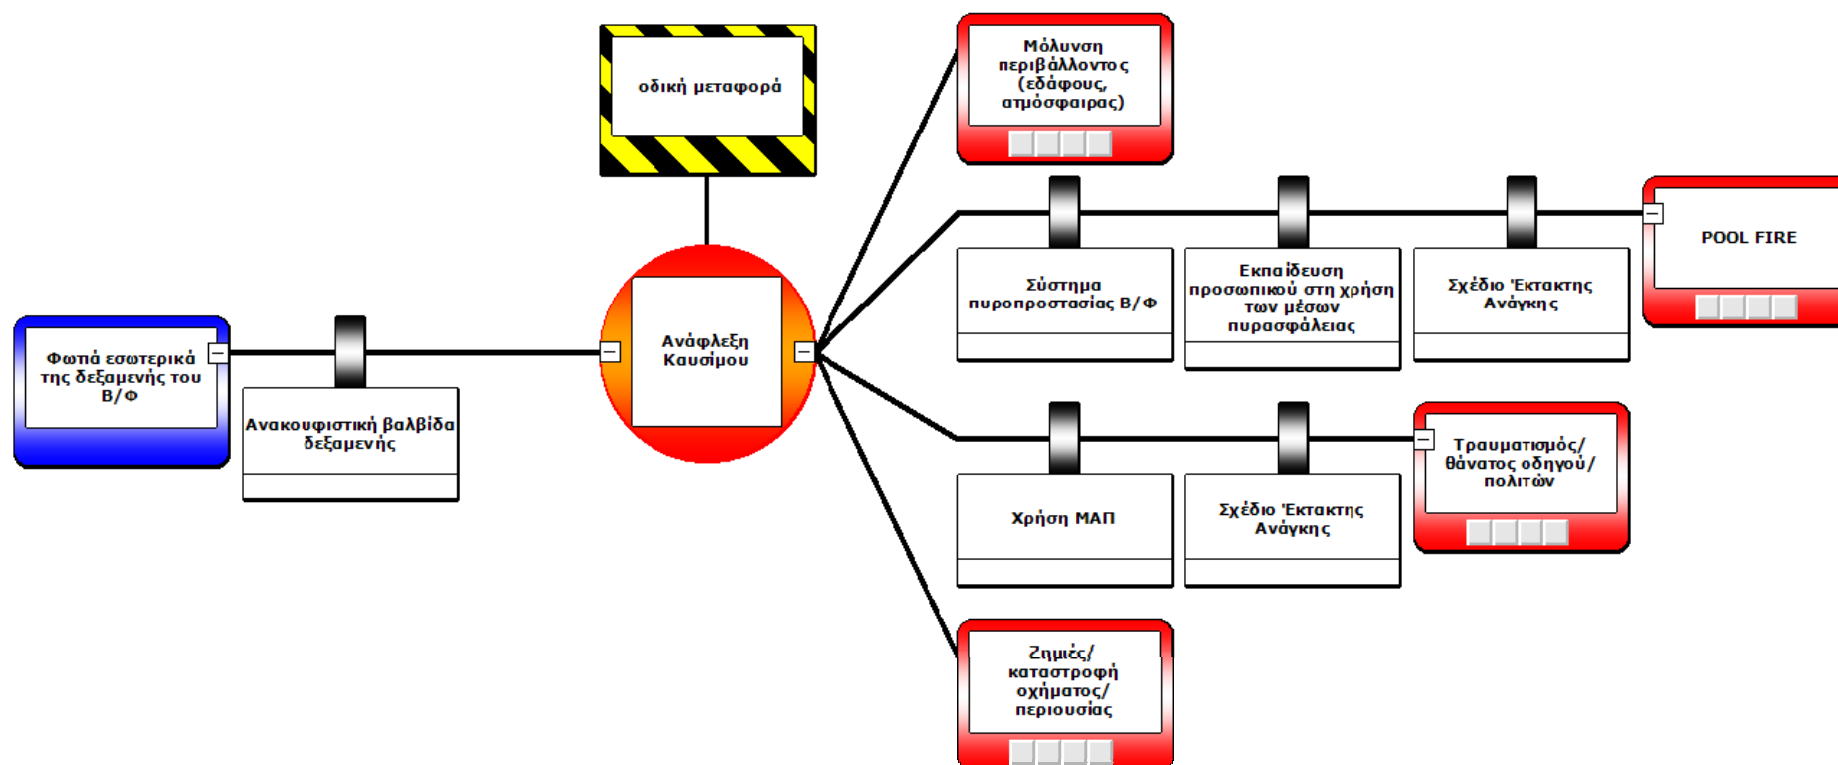 οδική μεταφορά
Μόλυνση
περιβάλλοντος
(εδάφους,
ατμόσφαιρας)
POOL FIRE
Σύστημα
πυροπροστασίας Β/Φ
Εκπαίδευση
προσωπικού στη χρήση
των μέσων
πυρασφάλειας
Σχέδιο Έκτακτης
Ανάγκης
Φωτιά εσωτερικά
της δεξαμενής του
Β/Φ
Ανάφλεξη
Καυσίμου
Ανακουφιστική βαλβίδα
δεξαμενής
Τραυματισμός/
θάνατος οδηγού/
πολιτών
Χρήση ΜΑΠ
Σχέδιο Έκτακτης
Ανάγκης
Ζημιές/
καταστροφή
οχήματος/
περιουσίας